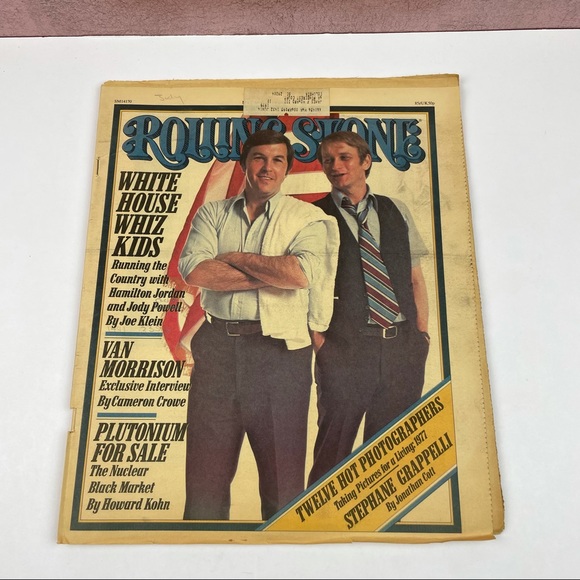 ROLLING STONE
WHITE
HOUSE
WHIZ
KIDS
Running the
Country with
Hamilton Jordan
and Jody Powell
By Joe Klein
VAN
MORRISON
Exclusive Interview
By Cameron Crowe
PLUTONIUM
FOR SALE
The Nuclear
Black Market
By Howard Kohn
TWELVE HOT PHOTOGRAPHERS
Taking Pictures for a Living: 1977
STEPHANE GRAPPELLI
By Jonathan Cott